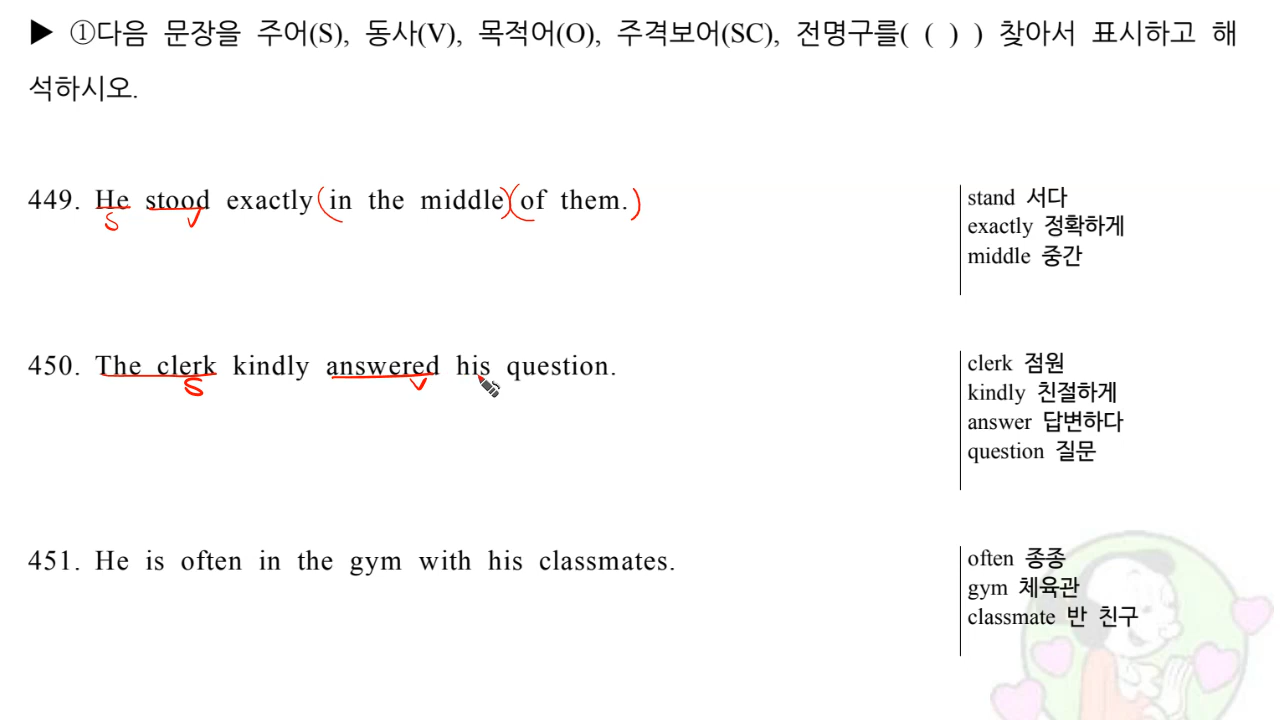 ▶ ①다음 문장을 주어(S), 동사(V), 목적어(O), 주격보어(SC), 전명구를( ( ) ) 찾아서 표시하고 해
석하시오.
449. He stood exactly (in the middle) (of them.)
S V
stand 서다
exactly 정확하게
middle 중간
450. The clerk kindly answered his question.
S V
clerk 점원
kindly 친절하게
answer 답변하다
question 질문
451. He is often in the gym with his classmates.
often 종종
gym 체육관
classmate 반 친구